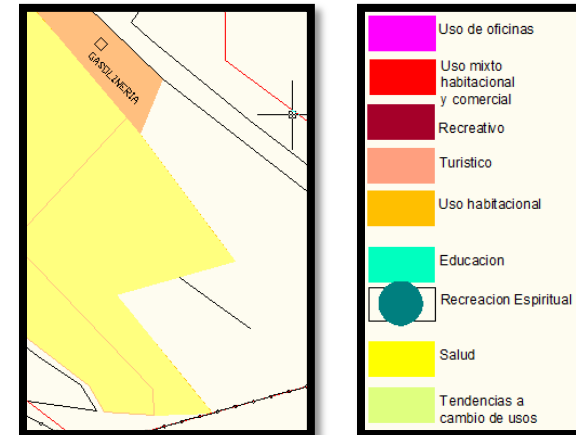 GASOLINERIA
Uso de oficinas
Uso mixto
habitacional
y comercial
Recreativo
Turistico
Uso habitacional
Educacion
Recreacion Espiritual
Salud
Tendencias a
cambio de usos